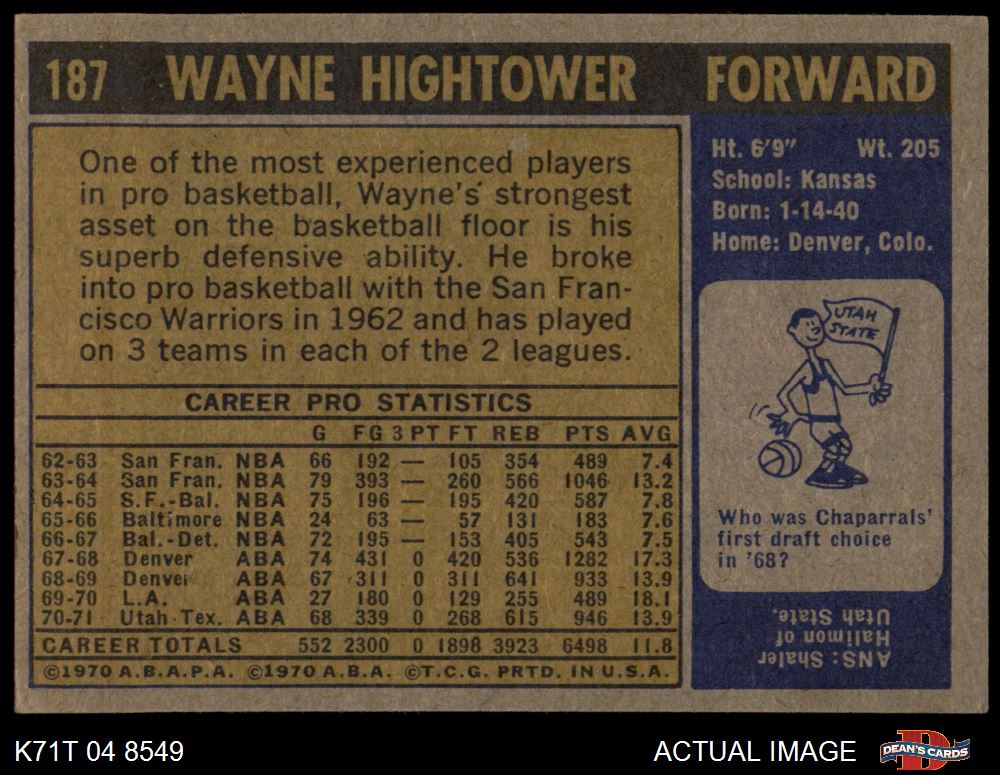 187 WAYNE HIGHTOWER FORWARD
One of the most experienced players
in pro basketball, Wayne's strongest
asset on the basketball floor is his
superb defensive ability. He broke
into pro basketball with the San Fran-
cisco Warriors in 1962 and has played
on 3 teams in each of the 2 leagues.
Ht. 6'9" Wt. 205
School: Kansas
Born: 1-14-40
Home: Denver, Colo.
UTAH
STATE
Who was Chaparrals'
first draft choice
in '68?
ANS: Shaler
Halimon of
Utah State.
CAREER PRO STATISTICS
G FG 3 PT FT REB PTS AVG
62-63 San Fran. NBA 66 192 — 105 354 489 7.4
63-64 San Fran. NBA 79 393 — 260 566 1046 13.2
64-65 S.F.-Bal. NBA 75 196 — 195 420 587 7.8
65-66 Baltimore NBA 24 63 — 57 131 183 7.6
66-67 Bal.-Det. NBA 72 195 — 153 405 543 7.5
67-68 Denver ABA 74 431 0 420 536 1282 17.3
68-69 Denver ABA 67 311 0 311 641 933 13.9
69-70 L.A. ABA 27 180 0 129 255 489 18.1
70-71 Utah-Tex. ABA 68 339 0 268 615 946 13.9
CAREER TOTALS 552 2300 0 1898 3923 6498 11.8
©1970 A.B.A.P.A. ©1970 A.B.A. ©T.C.G. PRTD. IN U.S.A.
K71T 04 8549 ACTUAL IMAGE DEAN'S CARDS